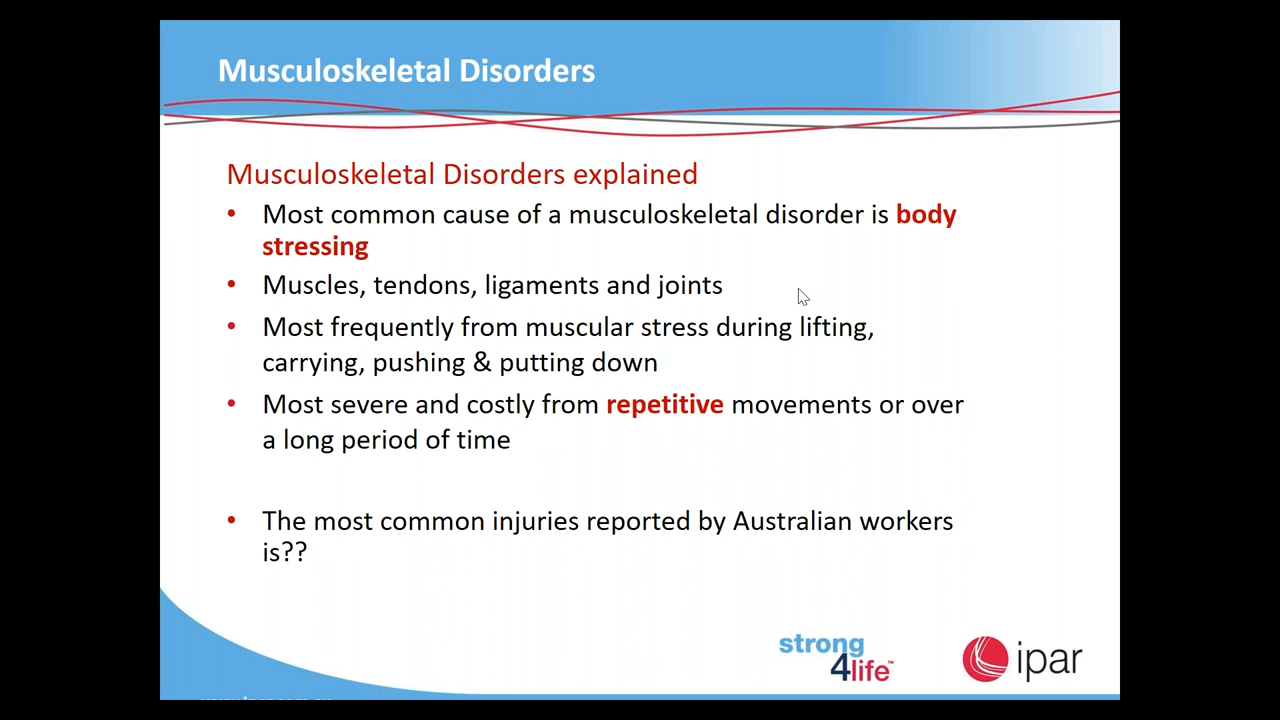 Musculoskeletal Disorders
Musculoskeletal Disorders explained
• Most common cause of a musculoskeletal disorder is body
stressing
• Muscles, tendons, ligaments and joints
• Most frequently from muscular stress during lifting,
carrying, pushing & putting down
• Most severe and costly from repetitive movements or over
a long period of time
• The most common injuries reported by Australian workers
is??
strong
4life™
ipar